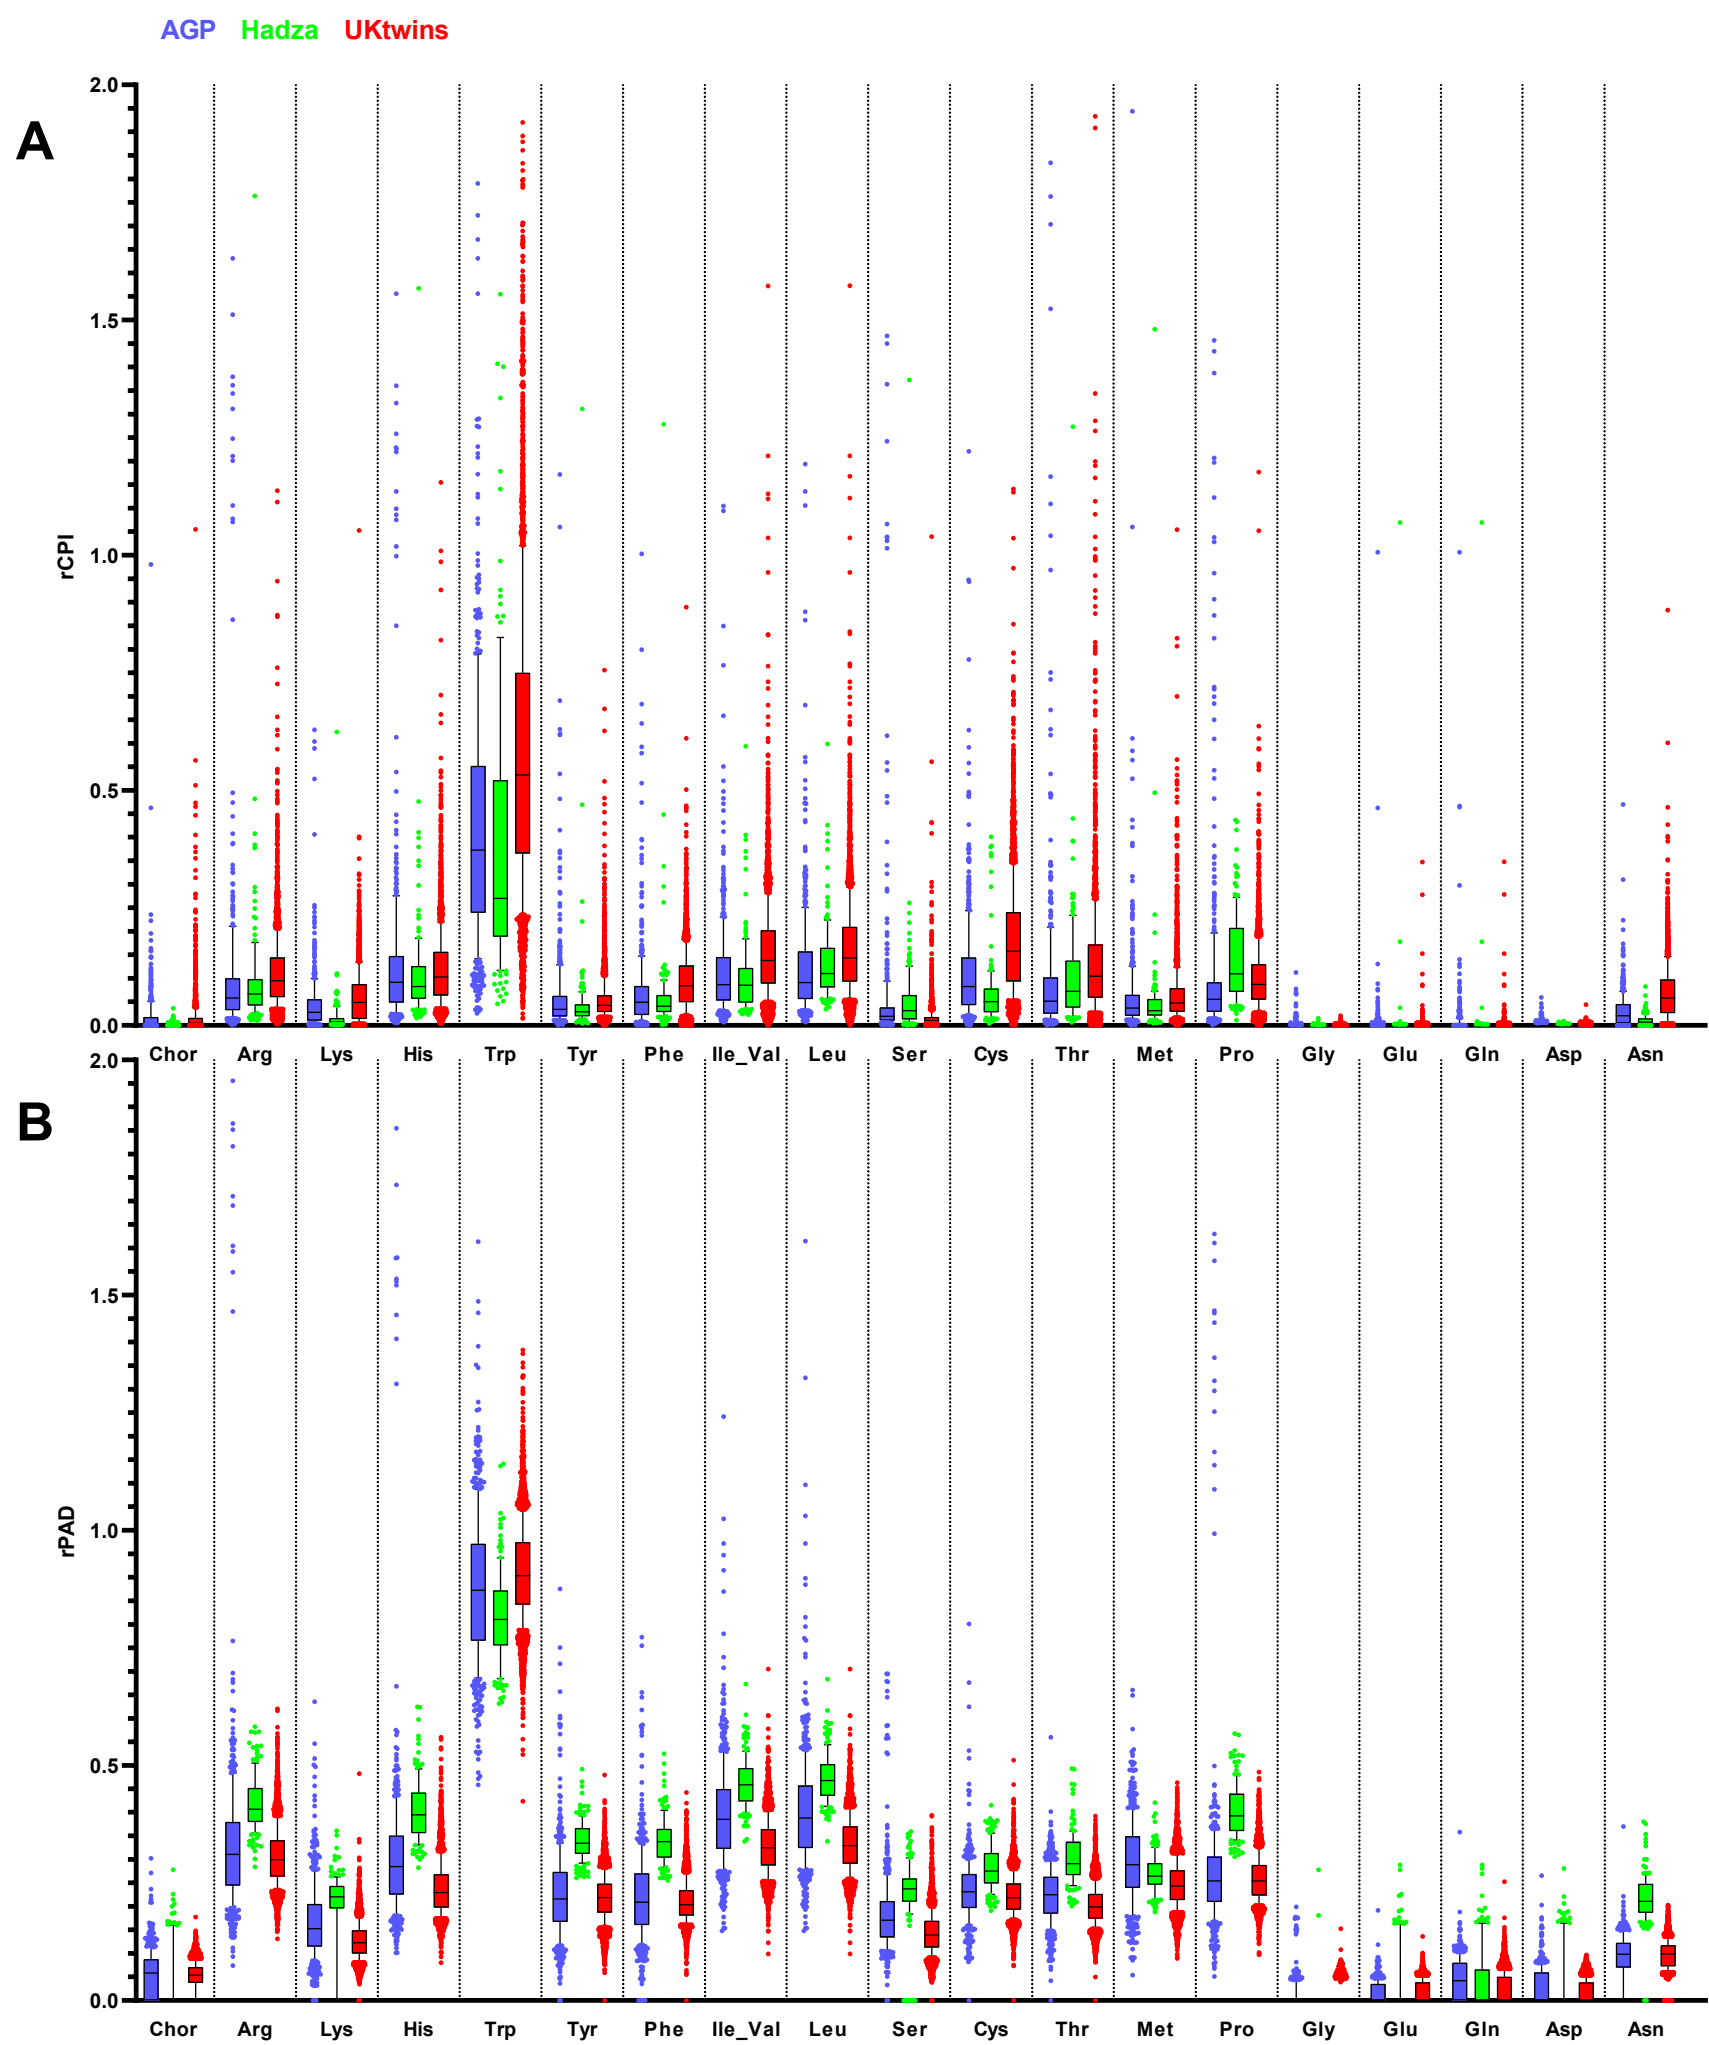 AGP Hadza UKtwins
A
2.0
1.5
1.0
0.5
0.0
rCPI
Chor Arg Lys His Trp Tyr Phe Ile_Val Leu Ser Cys Thr Met Pro Gly Glu Gln Asp Asn
B
2.0
1.5
1.0
0.5
0.0
rPAD
Chor Arg Lys His Trp Tyr Phe Ile_Val Leu Ser Cys Thr Met Pro Gly Glu Gln Asp Asn